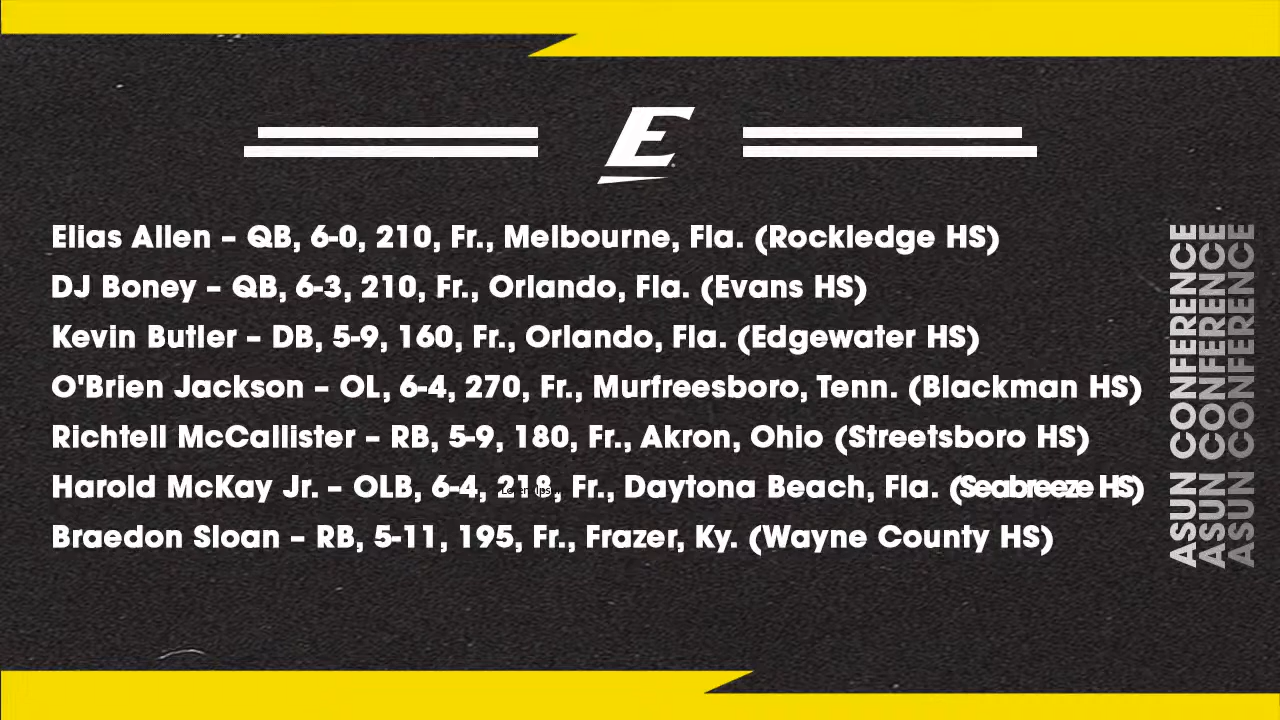 E
Elias Allen – QB, 6-0, 210, Fr., Melbourne, Fla. (Rockledge HS)
DJ Boney – QB, 6-3, 210, Fr., Orlando, Fla. (Evans HS)
Kevin Butler – DB, 5-9, 160, Fr., Orlando, Fla. (Edgewater HS)
O'Brien Jackson – OL, 6-4, 270, Fr., Murfreesboro, Tenn. (Blackman HS)
Richtell McCallister – RB, 5-9, 180, Fr., Akron, Ohio (Streetsboro HS)
Harold McKay Jr. – OLB, 6-4, 218, Fr., Daytona Beach, Fla. (Seabreeze HS)
Braedon Sloan – RB, 5-11, 195, Fr., Frazer, Ky. (Wayne County HS)
ASUN CONFERENCE
ASUN CONFERENCE
ASUN CONFERENCE